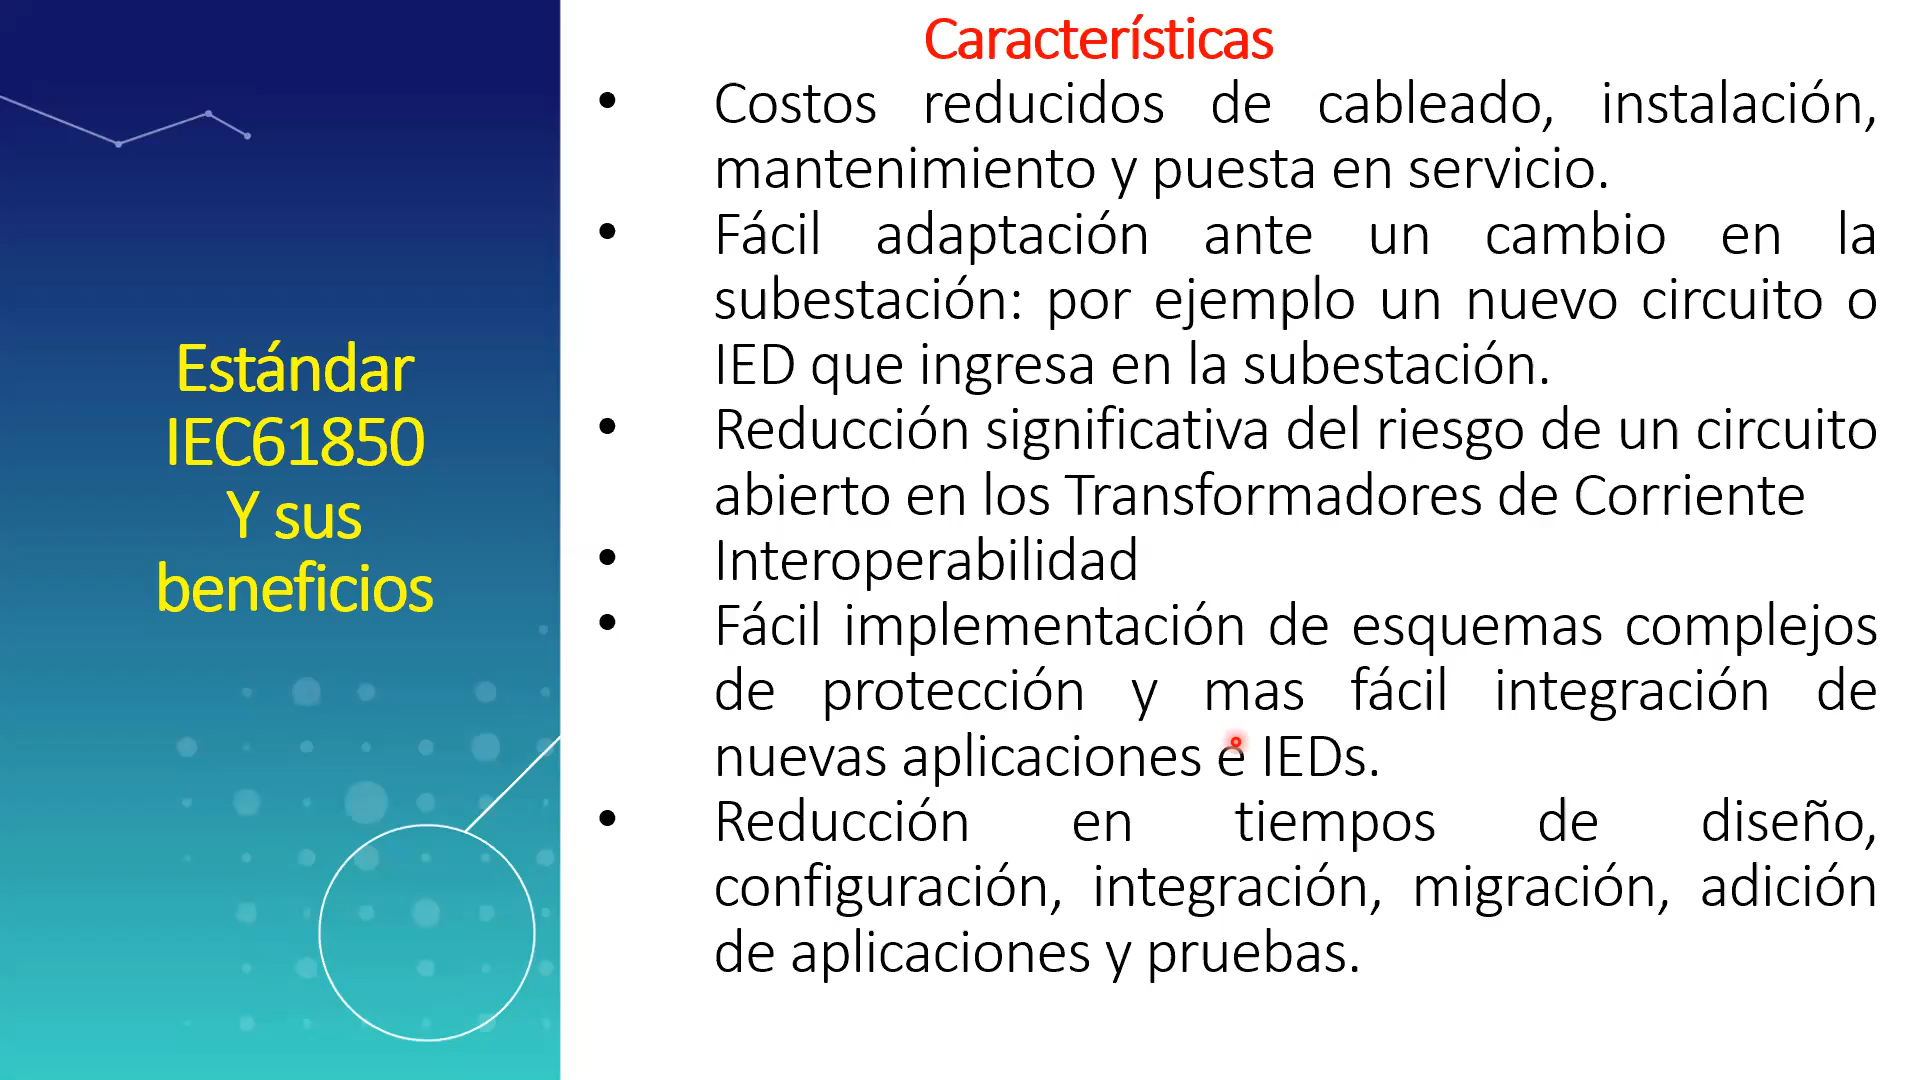 Estándar
IEC61850
Y sus
beneficios
Características
• Costos reducidos de cableado, instalación,
mantenimiento y puesta en servicio.
• Fácil adaptación ante un cambio en la
subestación: por ejemplo un nuevo circuito o
IED que ingresa en la subestación.
• Reducción significativa del riesgo de un circuito
abierto en los Transformadores de Corriente
• Interoperabilidad
• Fácil implementación de esquemas complejos
de protección y mas fácil integración de
nuevas aplicaciones e IEDs.
• Reducción en tiempos de diseño,
configuración, integración, migración, adición
de aplicaciones y pruebas.